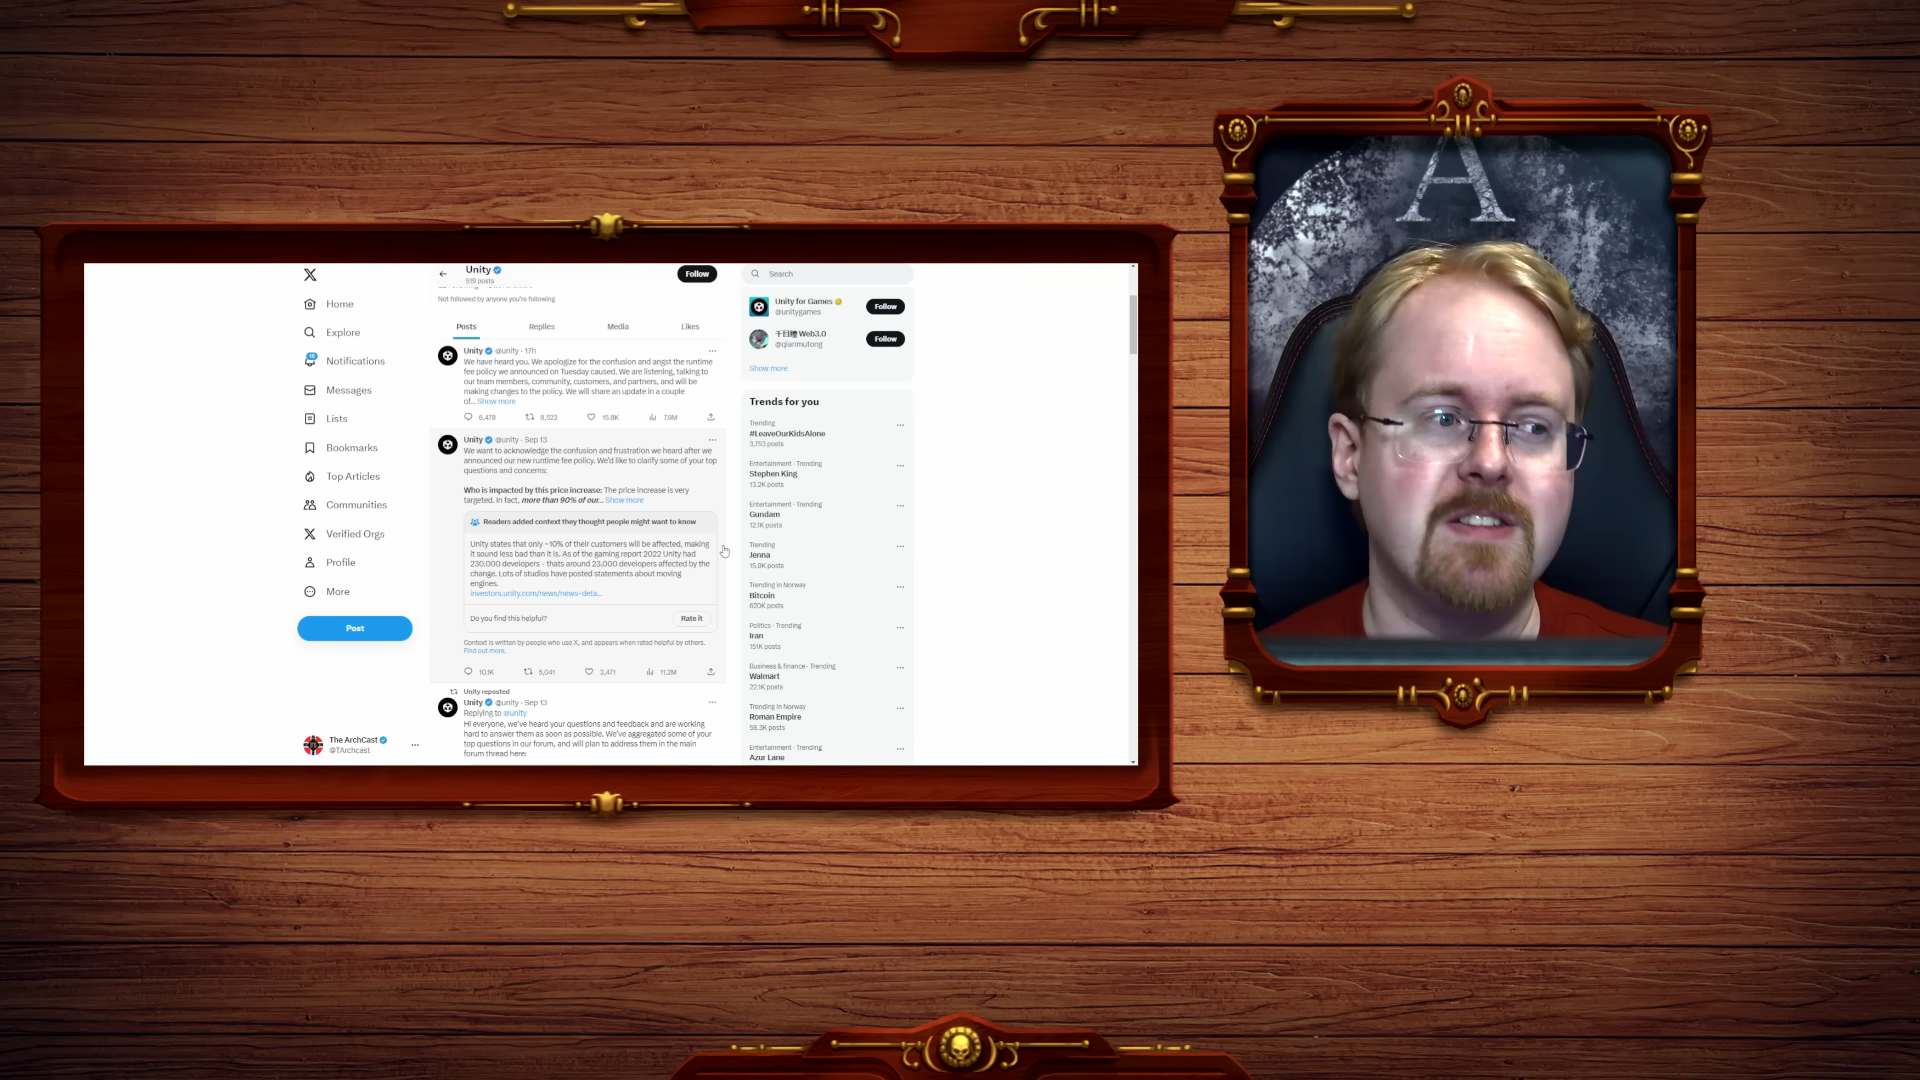 A
X
Home
Explore
18
Notifications
Messages
Lists
Bookmarks
Top Articles
Communities
Verified Orgs
Profile
More
Post
The ArchCast
@TArchcast
Unity
519 posts
Follow
Not followed by anyone you're following
Posts
Replies
Media
Likes
Unity @unity · 17h
We have heard you. We apologize for the confusion and angst the runtime
fee policy we announced on Tuesday caused. We are listening, talking to
our team members, community, customers, and partners, and will be
making changes to the policy. We will share an update in a couple
of... Show more
6,478
8,522
15.8K
7.9M
Unity @unity · Sep 13
We want to acknowledge the confusion and frustration we heard after we
announced our new runtime fee policy. We'd like to clarify some of your top
questions and concerns:
Who is impacted by this price increase: The price increase is very
targeted. In fact, more than 90% of our... Show more
Readers added context they thought people might want to know
Unity states that only ~10% of their customers will be affected, making
it sound less bad than it is. As of the gaming report 2022 Unity had
230.000 developers - thats around 23.000 developers affected by the
change. Lots of studios have posted statements about moving
engines.
investors.unity.com/news/news-deta...
Do you find this helpful?
Rate it
Context is written by people who use X, and appears when rated helpful by others.
Find out more.
10.1K
5,041
3,471
11.2M
Unity reposted
Unity @unity · Sep 13
Replying to @unity
Hi everyone, we've heard your questions and feedback and are working
hard to answer them as soon as possible. We've aggregated some of your
top questions in our forum, and will plan to address them in the main
forum thread here:
Search
Unity for Games
@unitygames
Follow
Web3.0
@qianmutong
Follow
Show more
Trends for you
Trending
#LeaveOurKidsAlone
3,753 posts
Entertainment · Trending
Stephen King
13.2K posts
Entertainment · Trending
Gundam
12.1K posts
Trending
Jenna
15.9K posts
Trending in Norway
Bitcoin
620K posts
Politics · Trending
Iran
151K posts
Business & finance · Trending
Walmart
22.1K posts
Trending in Norway
Roman Empire
58.3K posts
Entertainment · Trending
Azur Lane